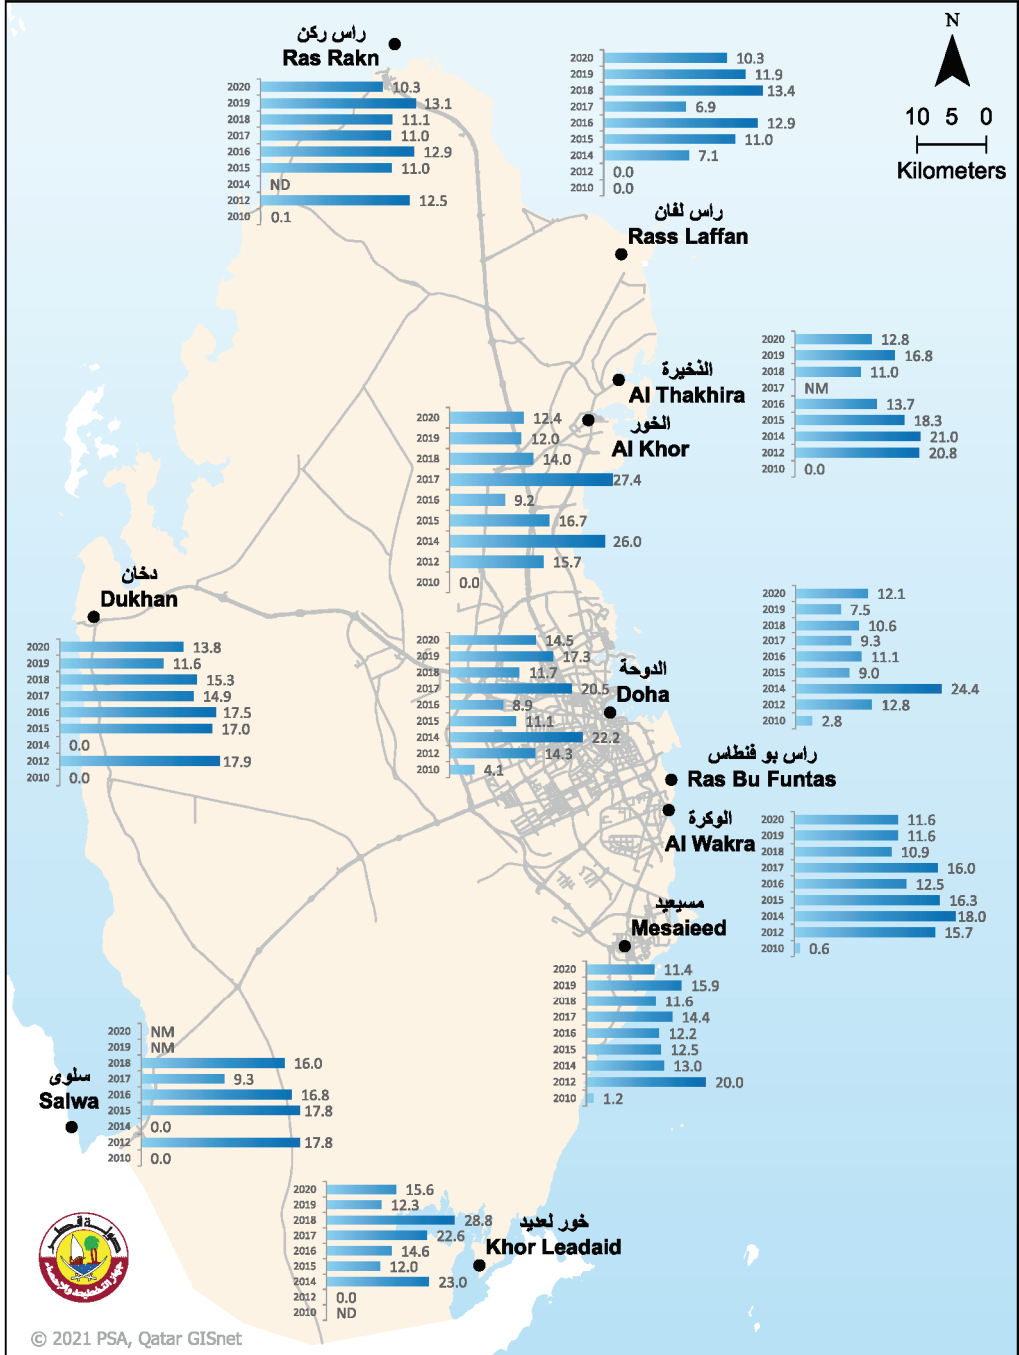 راس ركن
Ras Rakn
2020 10.3
2019 13.1
2018 11.1
2017 11.0
2016 12.9
2015 11.0
2014 ND
2012 12.5
2010 0.1
2020 10.3
2019 11.9
2018 13.4
2017 6.9
2016 12.9
2015 11.0
2014 7.1
2012 0.0
2010 0.0
N
10 5 0
Kilometers
راس لفان
Rass Laffan
الذخيرة
Al Thakhira
2020 12.8
2019 16.8
2018 11.0
2017 NM
2016 13.7
2015 18.3
2014 21.0
2012 20.8
2010 0.0
الخور
Al Khor
2020 12.4
2019 12.0
2018 14.0
2017 27.4
2016 9.2
2015 16.7
2014 26.0
2012 15.7
2010 0.0
دخان
Dukhan
2020 13.8
2019 11.6
2018 15.3
2017 14.9
2016 17.5
2015 17.0
2014 0.0
2012 17.9
2010 0.0
الدوحة
Doha
2020 14.5
2019 17.3
2018 11.7
2017 20.5
2016 8.9
2015 11.1
2014 22.2
2012 14.3
2010 4.1
2020 12.1
2019 7.5
2018 10.6
2017 9.3
2016 11.1
2015 9.0
2014 24.4
2012 12.8
2010 2.8
راس بو فنطاس
Ras Bu Funtas
الوكرة
Al Wakra
2020 11.6
2019 11.6
2018 10.9
2017 16.0
2016 12.5
2015 16.3
2014 18.0
2012 15.7
2010 0.6
مسيعيد
Mesaieed
2020 11.4
2019 15.9
2018 11.6
2017 14.4
2016 12.2
2015 12.5
2014 13.0
2012 20.0
2010 1.2
سلوى
Salwa
2020 NM
2019 NM
2018 16.0
2017 9.3
2016 16.8
2015 17.8
2014 0.0
2012 17.8
2010 0.0
2020 15.6
2019 12.3
2018 28.8
2017 22.6
2016 14.6
2015 12.0
2014 23.0
2012 0.0
2010 ND
خور لعديد
Khor Leadaid
دولة قطر
جهاز التخطيط والإحصاء
© 2021 PSA, Qatar GISnet